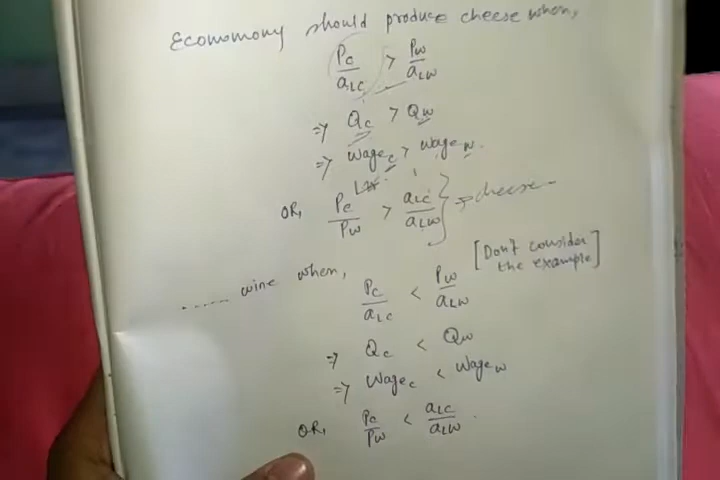 Ecomomony should produce cheese when,
Pc/aLC > Pw/aLW
=> Qc > Qw
=> Wagec > Wagew.
OR, Pc/Pw > aLC/aLW } => cheese
[Don't consider the example]
...... wine when,
Pc/aLC < Pw/aLW
=> Qc < Qw
=> Wagec < Wagew
OR, Pc/Pw < aLC/aLW.